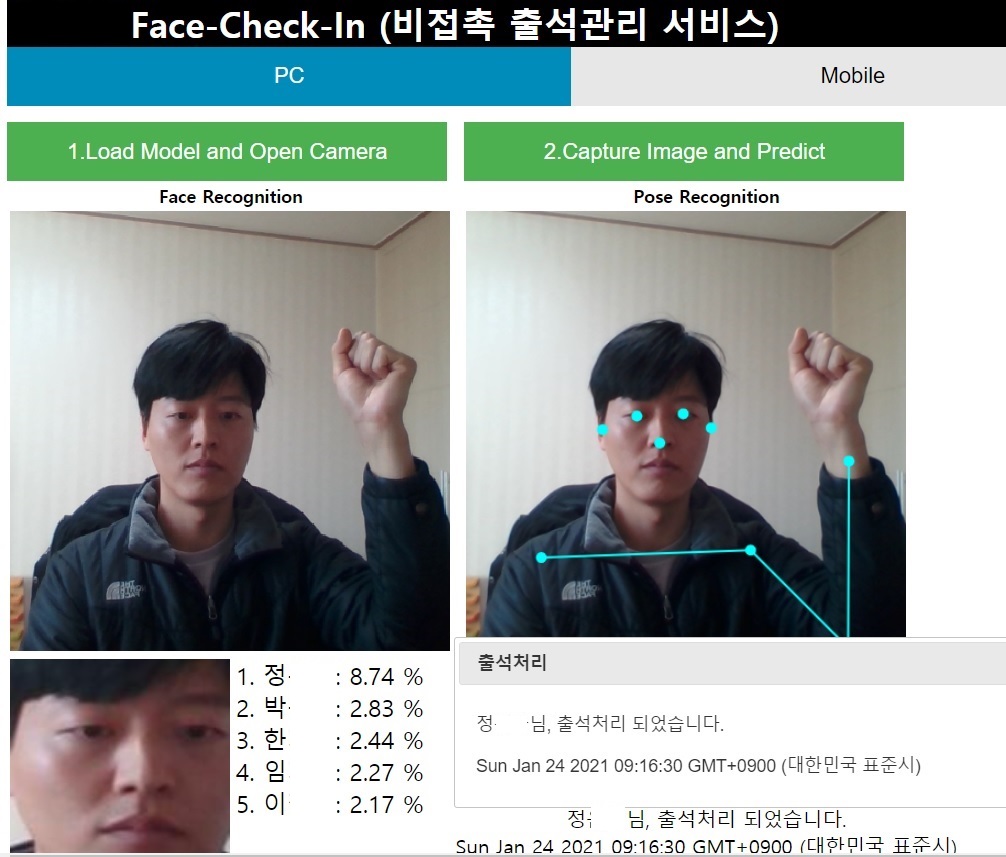 Face-Check-In (비접촉 출석관리 서비스)
PC
Mobile
1.Load Model and Open Camera
2.Capture Image and Predict
Face Recognition
Pose Recognition
1. 정 : 8.74 %
2. 박 : 2.83 %
3. 한 : 2.44 %
4. 임 : 2.27 %
5. 이 : 2.17 %
출석처리
정 님, 출석처리 되었습니다.
Sun Jan 24 2021 09:16:30 GMT+0900 (대한민국 표준시)
님, 출석처리 되었습니다.
Sun Jan 24 2021 09:16:30 GMT+0900 (대한민국 표준시)